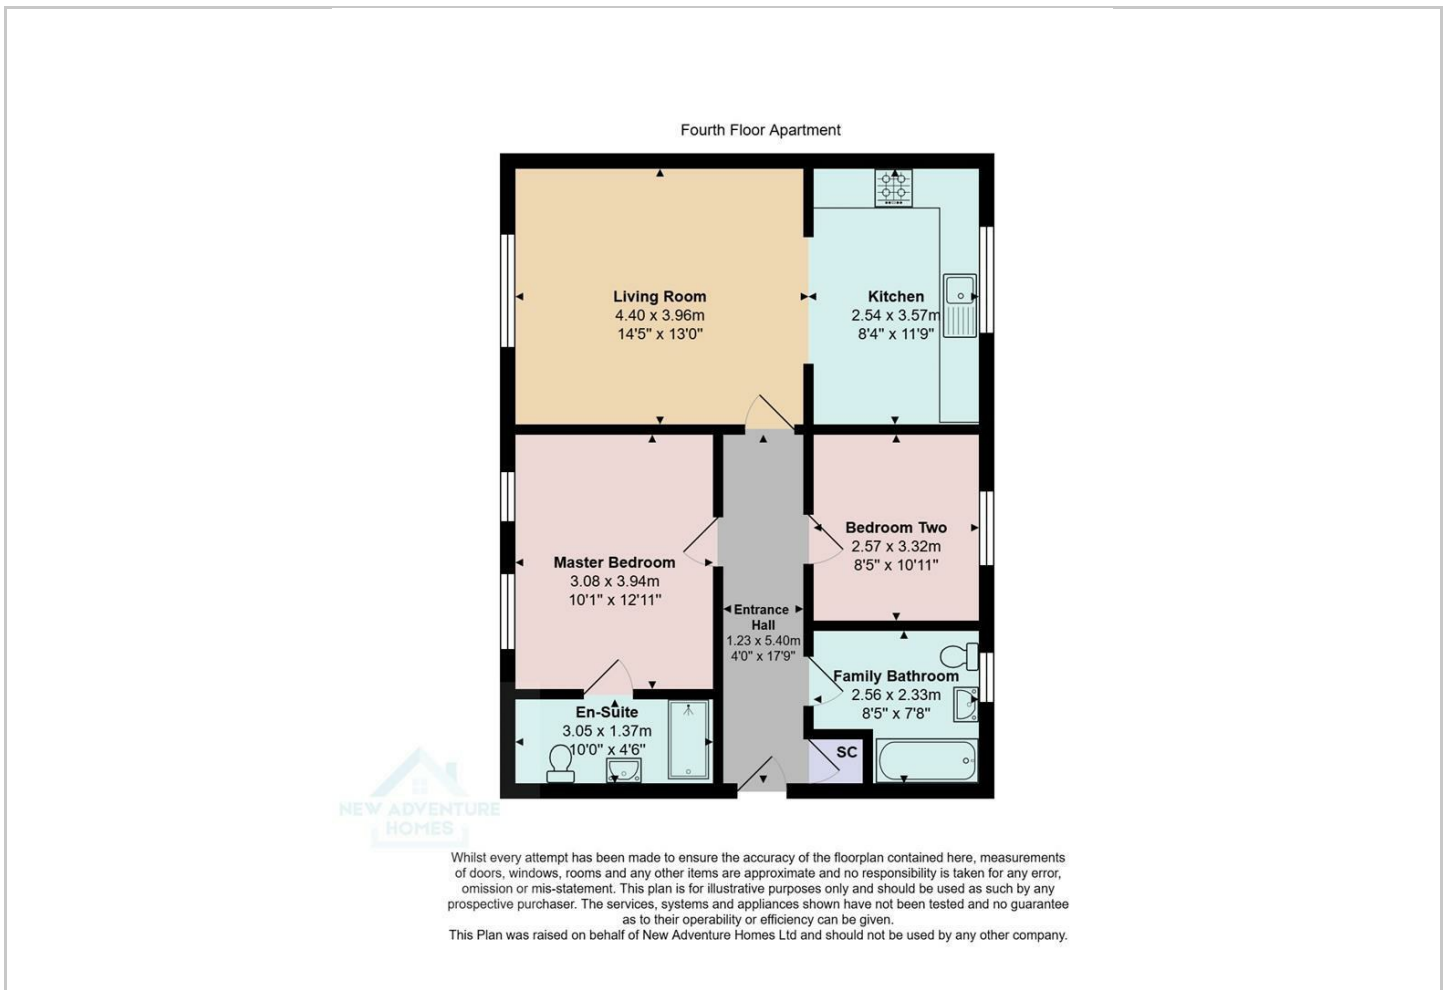 Fourth Floor Apartment
Living Room
4.40 x 3.96m
14'5" x 13'0"
Kitchen
2.54 x 3.57m
8'4" x 11'9"
Master Bedroom
3.08 x 3.94m
10'1" x 12'11"
Bedroom Two
2.57 x 3.32m
8'5" x 10'11"
Entrance
Hall
1.23 x 5.40m
4'0" x 17'9"
Family Bathroom
2.56 x 2.33m
8'5" x 7'8"
En-Suite
3.05 x 1.37m
10'0" x 4'6"
SC
NEW ADVENTURE
HOMES
Whilst every attempt has been made to ensure the accuracy of the floorplan contained here, measurements
of doors, windows, rooms and any other items are approximate and no responsibility is taken for any error,
omission or mis-statement. This plan is for illustrative purposes only and should be used as such by any
prospective purchaser. The services, systems and appliances shown have not been tested and no guarantee
as to their operability or efficiency can be given.
This Plan was raised on behalf of New Adventure Homes Ltd and should not be used by any other company.